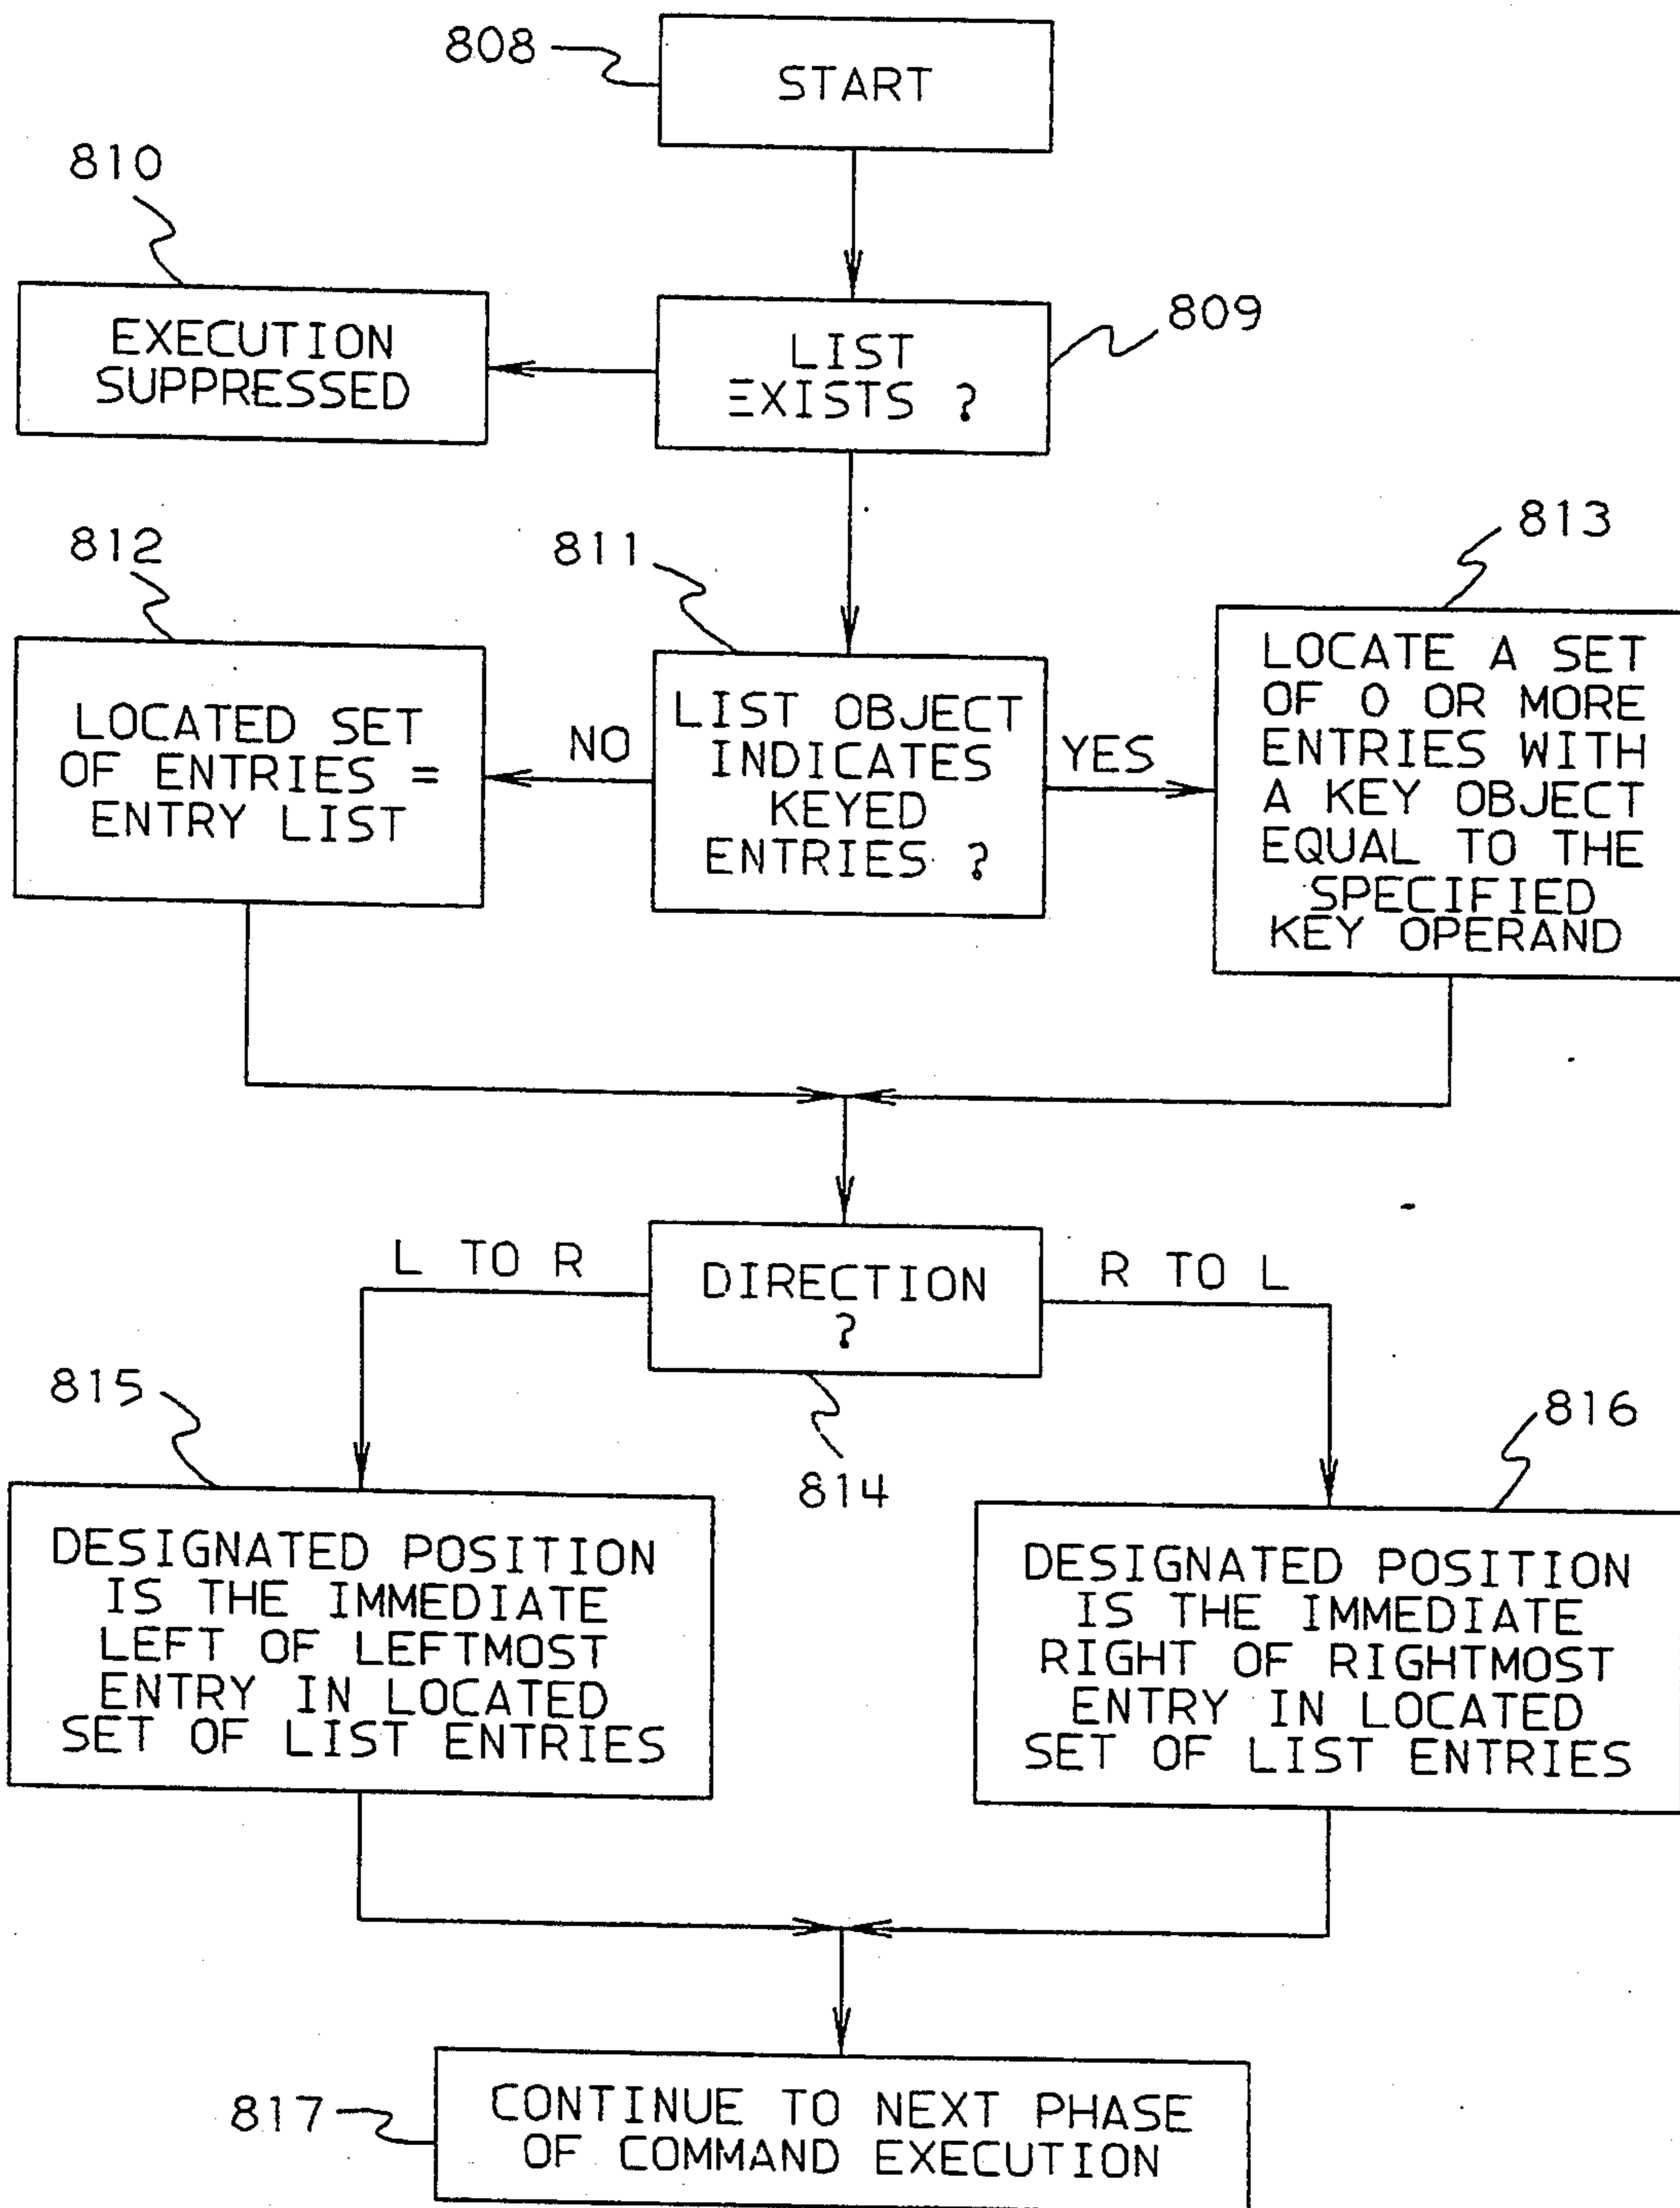 808
START
810
EXECUTION
SUPPRESSED
LIST
EXISTS ?
809
812
LOCATED SET
OF ENTRIES =
ENTRY LIST
NO
811
LIST OBJECT
INDICATES
KEYED
ENTRIES ?
YES
813
LOCATE A SET
OF 0 OR MORE
ENTRIES WITH
A KEY OBJECT
EQUAL TO THE
SPECIFIED
KEY OPERAND
L TO R
DIRECTION
?
R TO L
814
815
DESIGNATED POSITION
IS THE IMMEDIATE
LEFT OF LEFTMOST
ENTRY IN LOCATED
SET OF LIST ENTRIES
816
DESIGNATED POSITION
IS THE IMMEDIATE
RIGHT OF RIGHTMOST
ENTRY IN LOCATED
SET OF LIST ENTRIES
817
CONTINUE TO NEXT PHASE
OF COMMAND EXECUTION